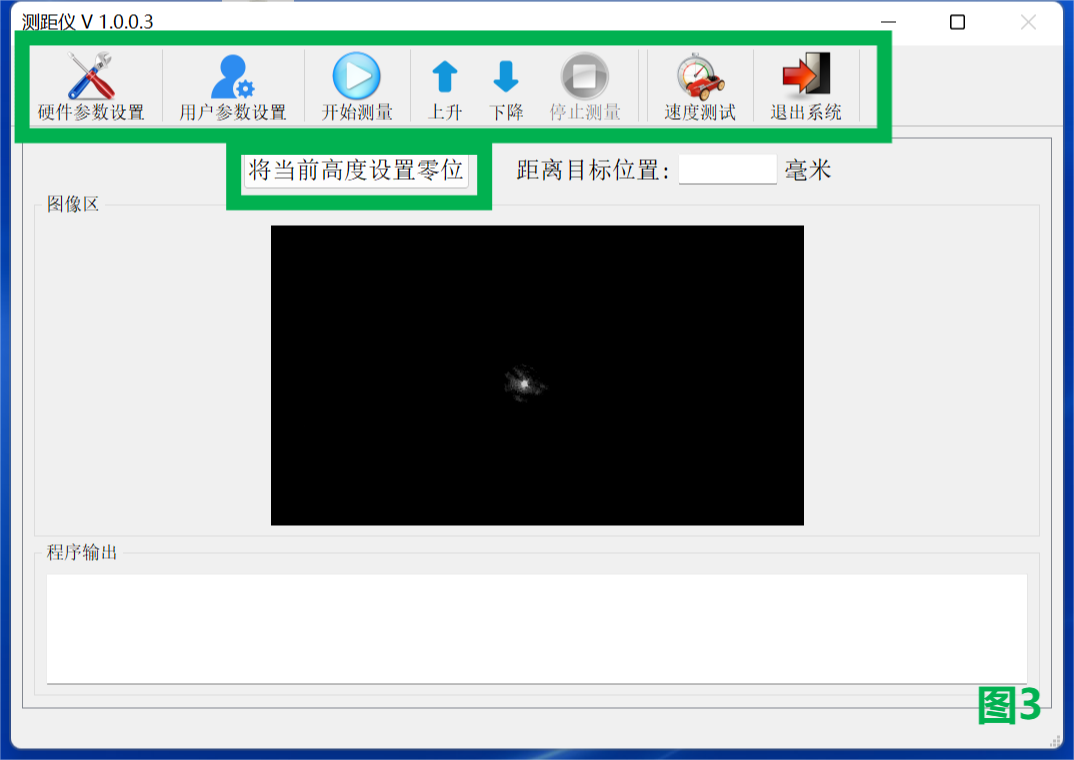 测距仪 V 1.0.0.3
硬件参数设置 用户参数设置 开始测量 上升 下降 停止测量 速度测试 退出系统
将当前高度设置零位 距离目标位置: 毫米
图像区
程序输出
图3